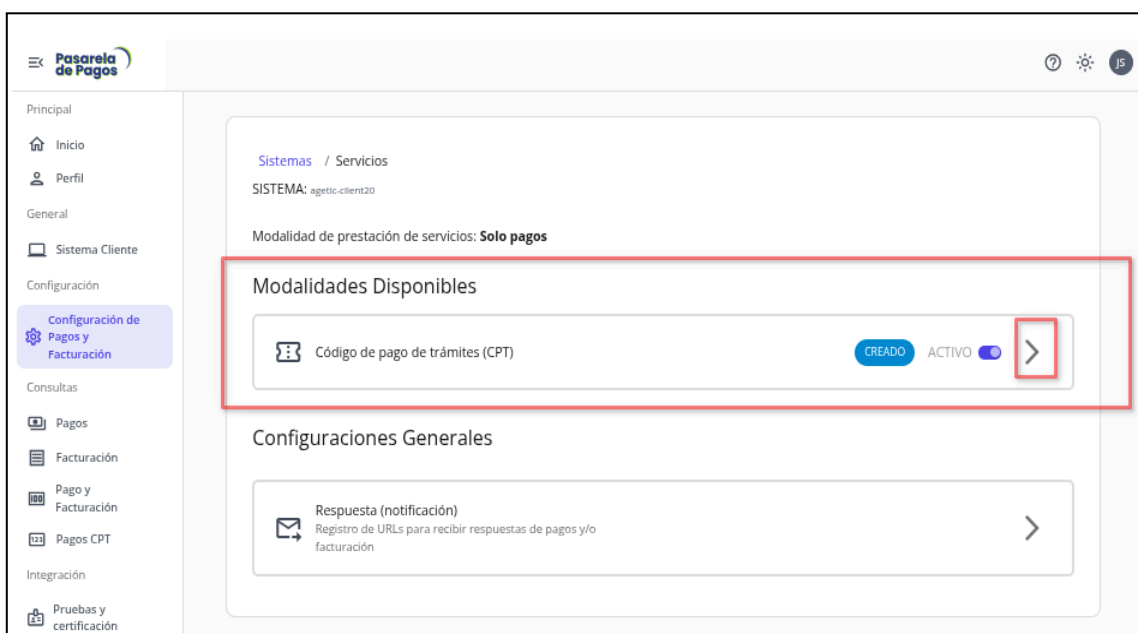 Pasarela
de Pagos
JS
Principal
Inicio
Perfil
General
Sistema Cliente
Configuración
Configuración de
Pagos y
Facturación
Consultas
Pagos
Facturación
Pago y
Facturación
Pagos CPT
Integración
Pruebas y
certificación
Sistemas / Servicios
SISTEMA: agetic-client20
Modalidad de prestación de servicios: Solo pagos
Modalidades Disponibles
Código de pago de trámites (CPT)
CREADO
ACTIVO
Configuraciones Generales
Respuesta (notificación)
Registro de URLs para recibir respuestas de pagos y/o
facturación